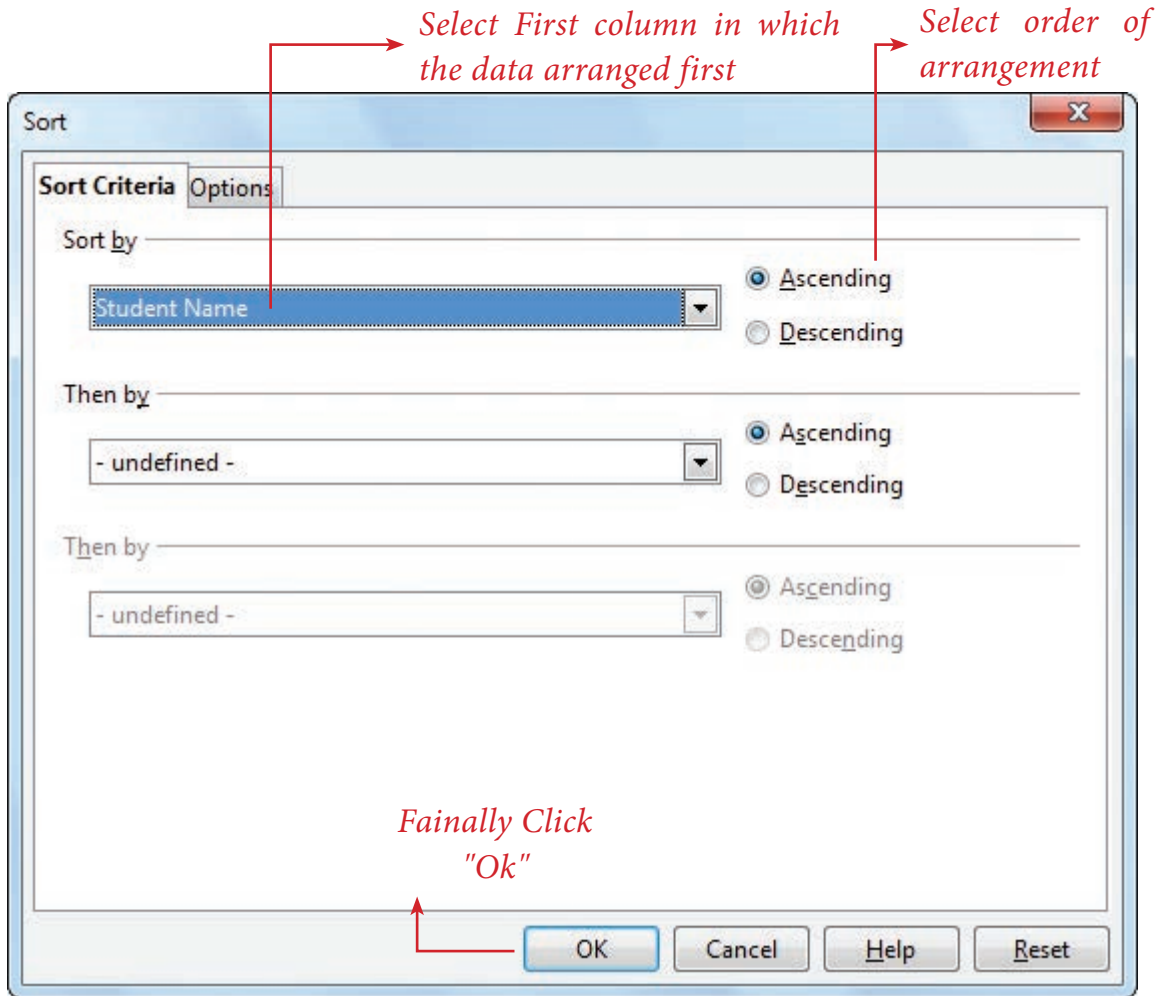 Select First column in which
the data arranged first
Select order of
arrangement
Sort
Sort Criteria Options
Sort by
Student Name
Ascending
Descending
Then by
- undefined -
Ascending
Descending
Then by
- undefined -
Ascending
Descending
Fainally Click
"Ok"
OK Cancel Help Reset